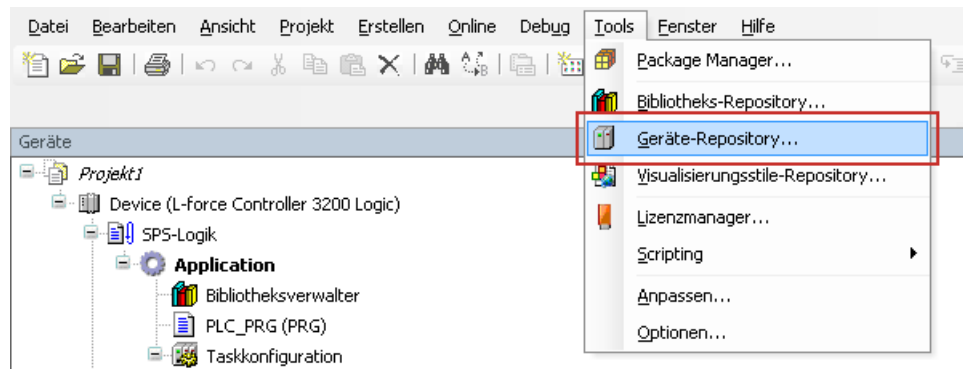 Datei Bearbeiten Ansicht Projekt Erstellen Online Debug Tools Fenster Hilfe
Package Manager...
Bibliotheks-Repository...
Geräte-Repository...
Visualisierungsstile-Repository...
Lizenzmanager...
Scripting
Anpassen...
Optionen...
Geräte
Projekt1
Device (L-force Controller 3200 Logic)
SPS-Logik
Application
Bibliotheksverwalter
PLC_PRG (PRG)
Taskkonfiguration